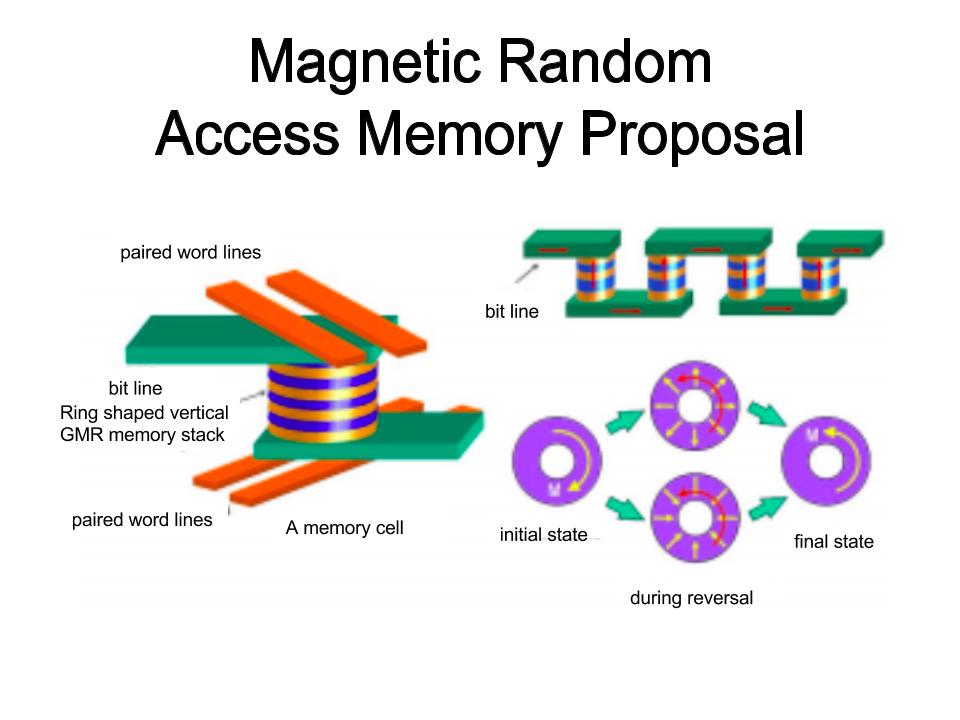 Magnetic Random
Access Memory Proposal
paired word lines
bit line
bit line
Ring shaped vertical
GMR memory stack
M
M
paired word lines
A memory cell
initial state
final state
during reversal